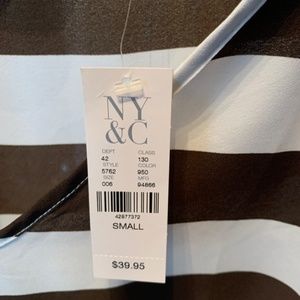 NY
&C
DEPT CLASS
42 130
STYLE COLOR
5762 950
SIZE MFG
006 94866
42877372
SMALL
$39.95